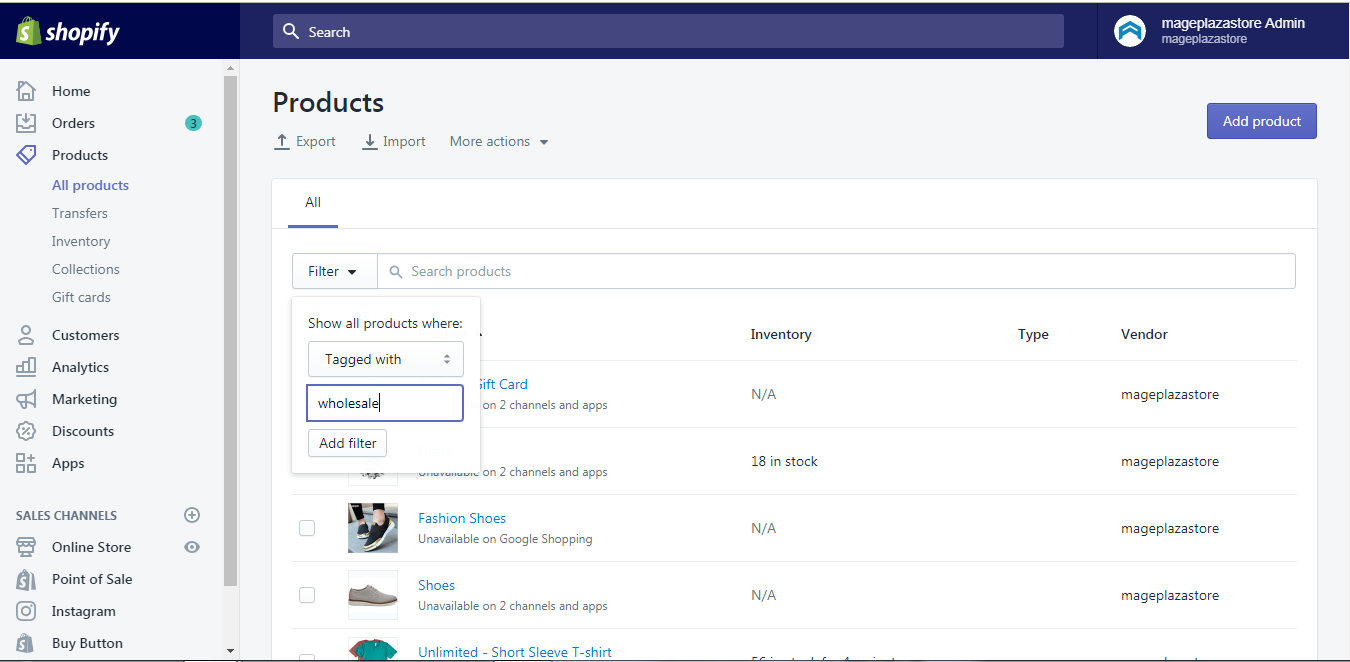 shopify
Search
mageplazastore Admin
mageplazastore
Home
Orders
3
Products
All products
Transfers
Inventory
Collections
Gift cards
Customers
Analytics
Marketing
Discounts
Apps
SALES CHANNELS
Online Store
Point of Sale
Instagram
Buy Button
Products
Export
Import
More actions
Add product
All
Filter
Search products
Show all products where:
Tagged with
wholesale
Add filter
Inventory
Type
Vendor
Gift Card
on 2 channels and apps
N/A
mageplazastore
Unavailable on 2 channels and apps
18 in stock
mageplazastore
Fashion Shoes
Unavailable on Google Shopping
N/A
mageplazastore
Shoes
Unavailable on 2 channels and apps
N/A
mageplazastore
Unlimited - Short Sleeve T-shirt